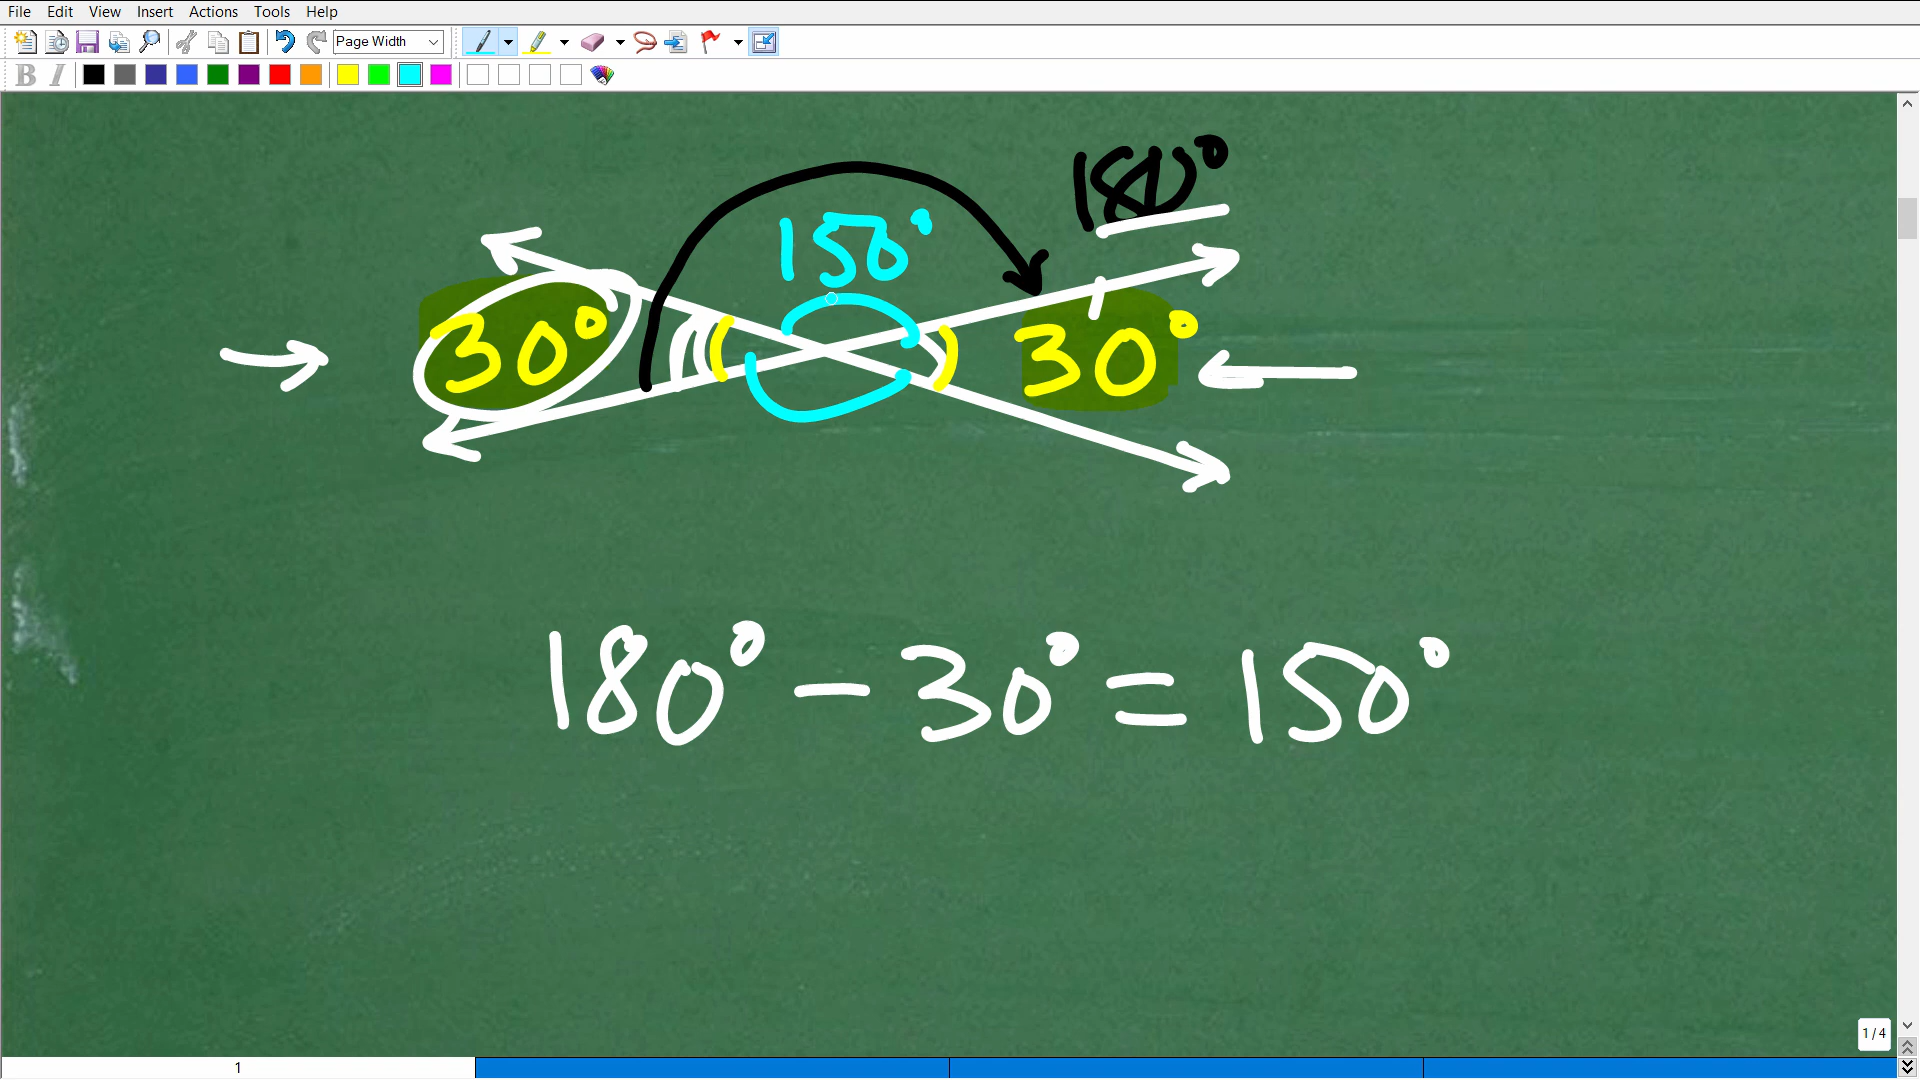 File Edit View Insert Actions Tools Help
Page Width
B I
180°
150°
30° 30°
180° - 30° = 150°
1 / 4
1